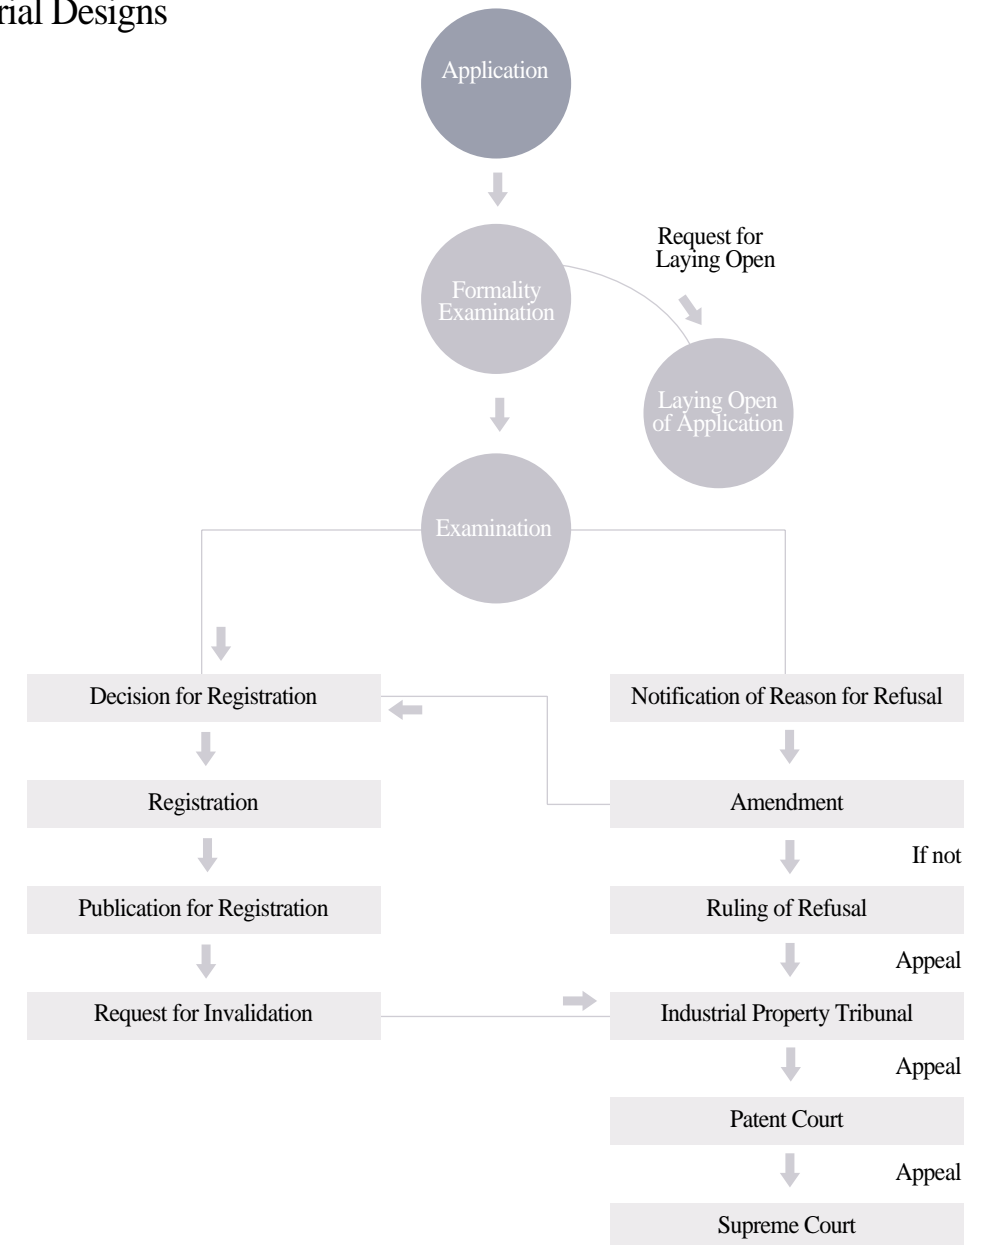 rial Designs
Application
Request for
Laying Open
Formality
Examination
Laying Open
of Application
Examination
Decision for Registration
Notification of Reason for Refusal
Registration
Amendment
If not
Publication for Registration
Ruling of Refusal
Appeal
Request for Invalidation
Industrial Property Tribunal
Appeal
Patent Court
Appeal
Supreme Court